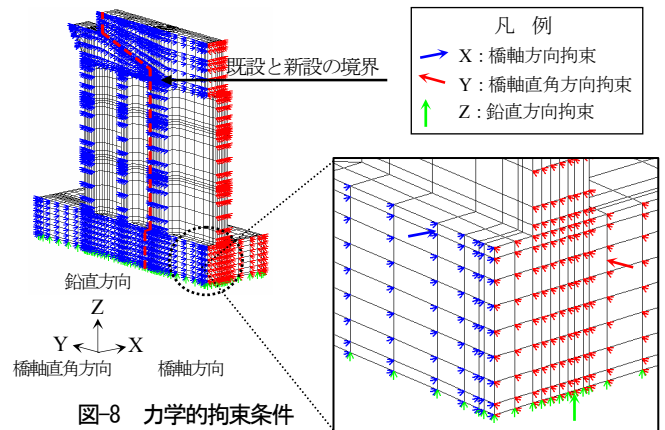 凡 例
X：橋軸方向拘束
Y：橋軸直角方向拘束
Z：鉛直方向拘束
既設と新設の境界
鉛直方向
Z
Y
X
橋軸直角方向
橋軸方向
図-8 力学的拘束条件